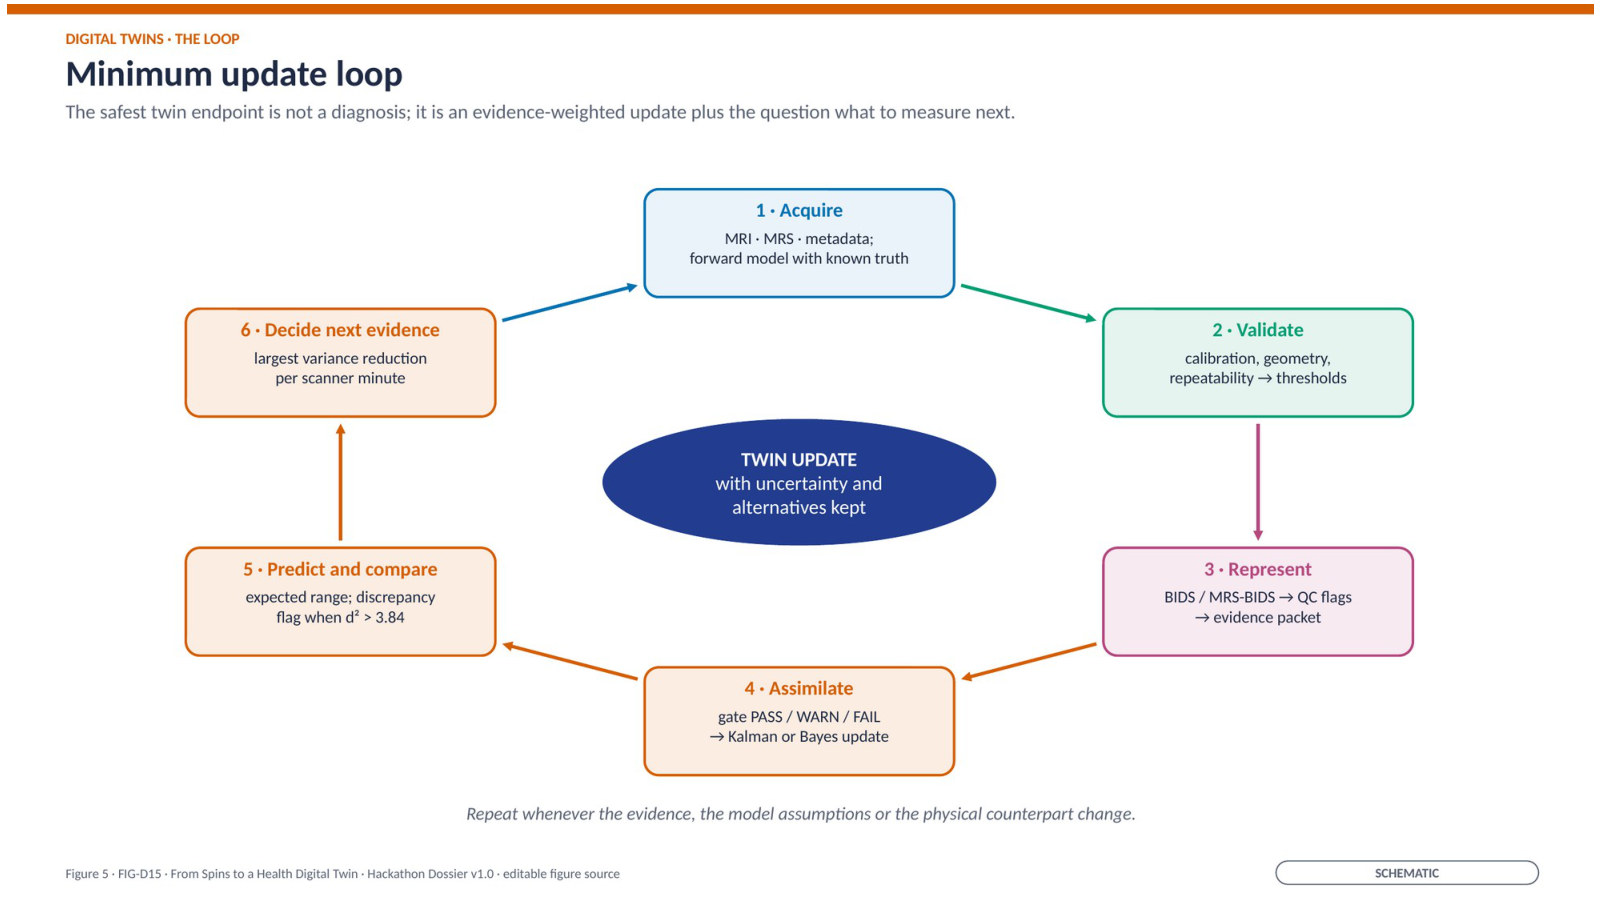 DIGITAL TWINS · THE LOOP
Minimum update loop
The safest twin endpoint is not a diagnosis; it is an evidence-weighted update plus the question what to measure next.
1 · Acquire
MRI · MRS · metadata;
forward model with known truth
6 · Decide next evidence
largest variance reduction
per scanner minute
2 · Validate
calibration, geometry,
repeatability → thresholds
TWIN UPDATE
with uncertainty and
alternatives kept
5 · Predict and compare
expected range; discrepancy
flag when d² > 3.84
3 · Represent
BIDS / MRS-BIDS → QC flags
→ evidence packet
4 · Assimilate
gate PASS / WARN / FAIL
→ Kalman or Bayes update
Repeat whenever the evidence, the model assumptions or the physical counterpart change.
Figure 5 · FIG-D15 · From Spins to a Health Digital Twin · Hackathon Dossier v1.0 · editable figure source
SCHEMATIC